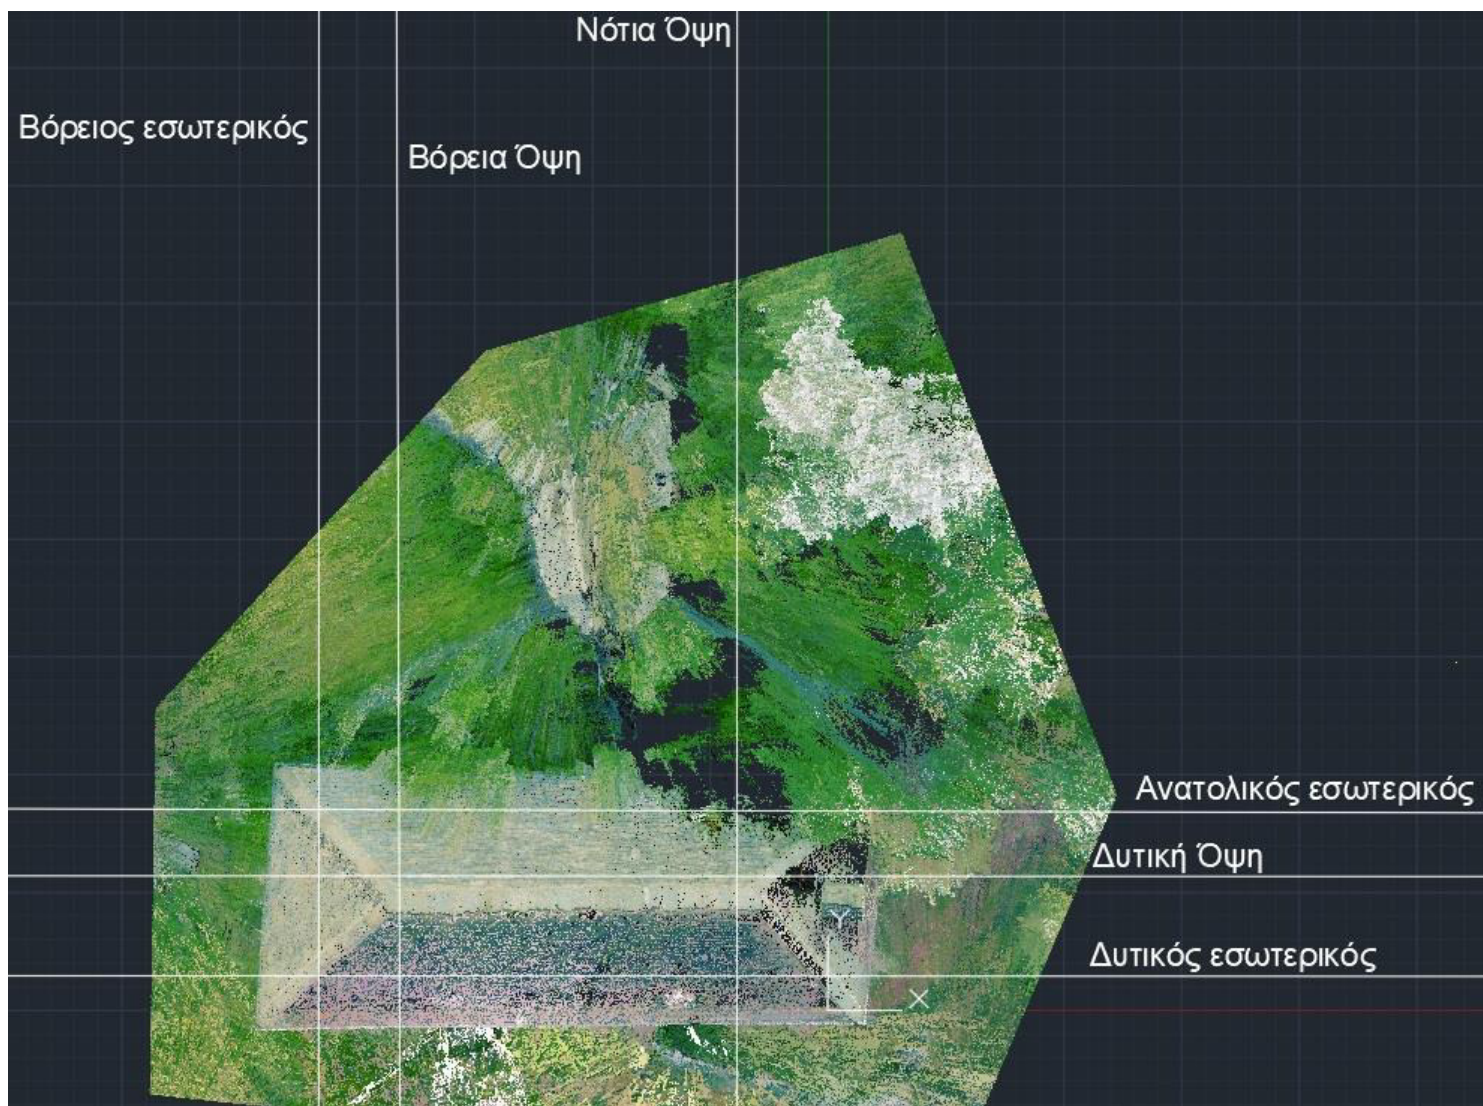 Νότια Όψη
Βόρειος εσωτερικός
Βόρεια Όψη
Ανατολικός εσωτερικός
Δυτική Όψη
Y
Δυτικός εσωτερικός
X